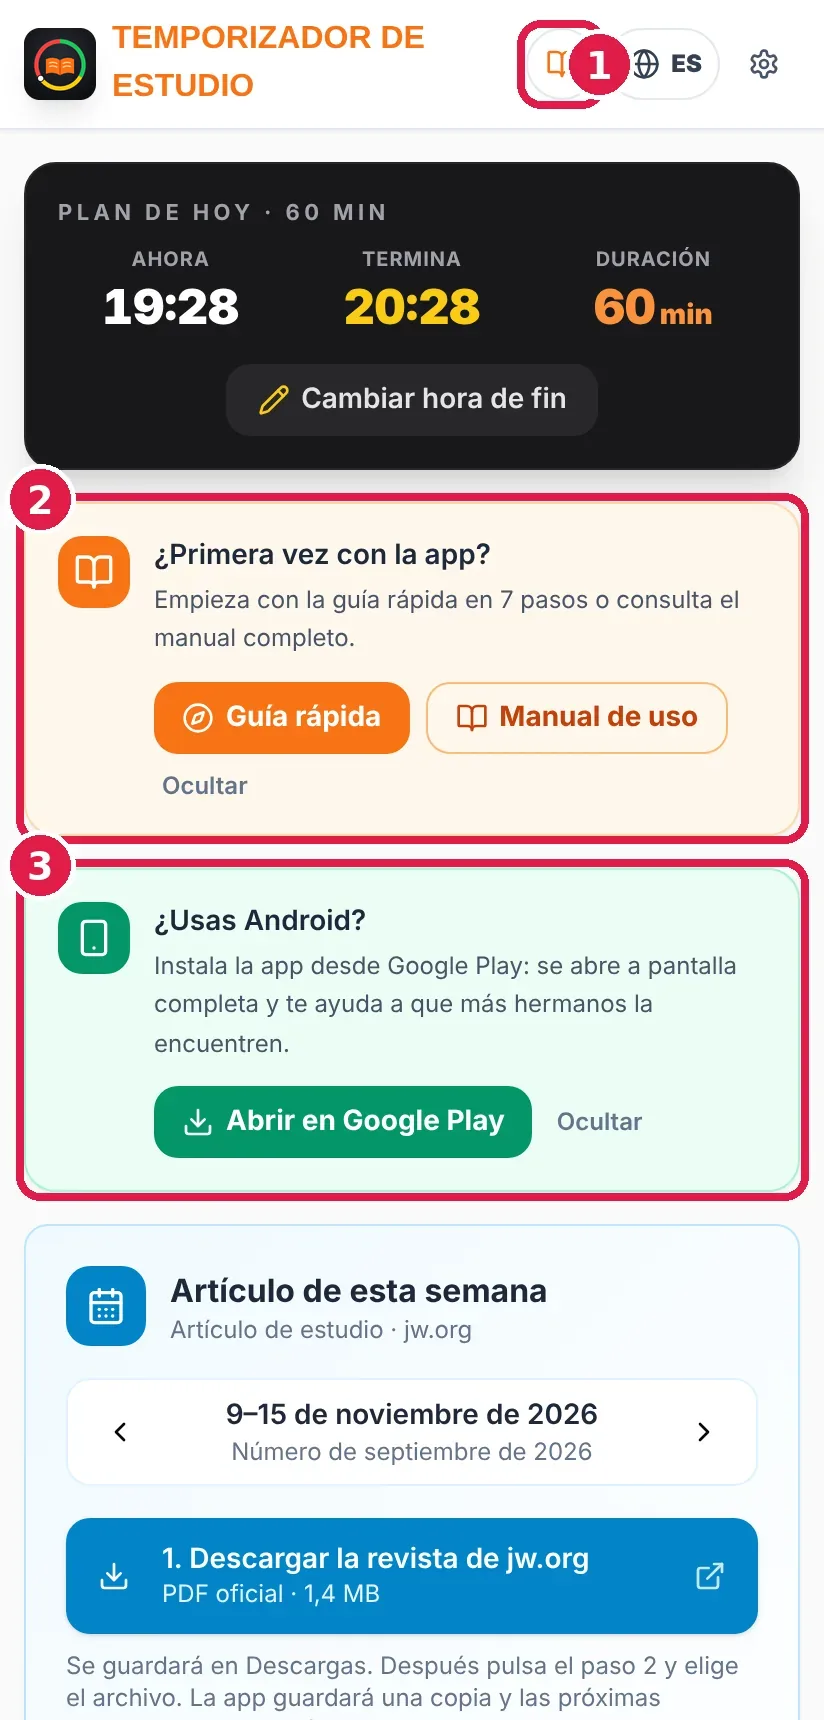 TEMPORIZADOR DE
ESTUDIO
1
ES
PLAN DE HOY · 60 MIN
AHORA
TERMINA
DURACIÓN
19:28
20:28
60 min
Cambiar hora de fin
2
¿Primera vez con la app?
Empieza con la guía rápida en 7 pasos o consulta el
manual completo.
Guía rápida
Manual de uso
Ocultar
3
¿Usas Android?
Instala la app desde Google Play: se abre a pantalla
completa y te ayuda a que más hermanos la
encuentren.
Abrir en Google Play
Ocultar
Artículo de esta semana
Artículo de estudio · jw.org
9–15 de noviembre de 2026
Número de septiembre de 2026
1. Descargar la revista de jw.org
PDF oficial · 1,4 MB
Se guardará en Descargas. Después pulsa el paso 2 y elige
el archivo. La app guardará una copia y las próximas